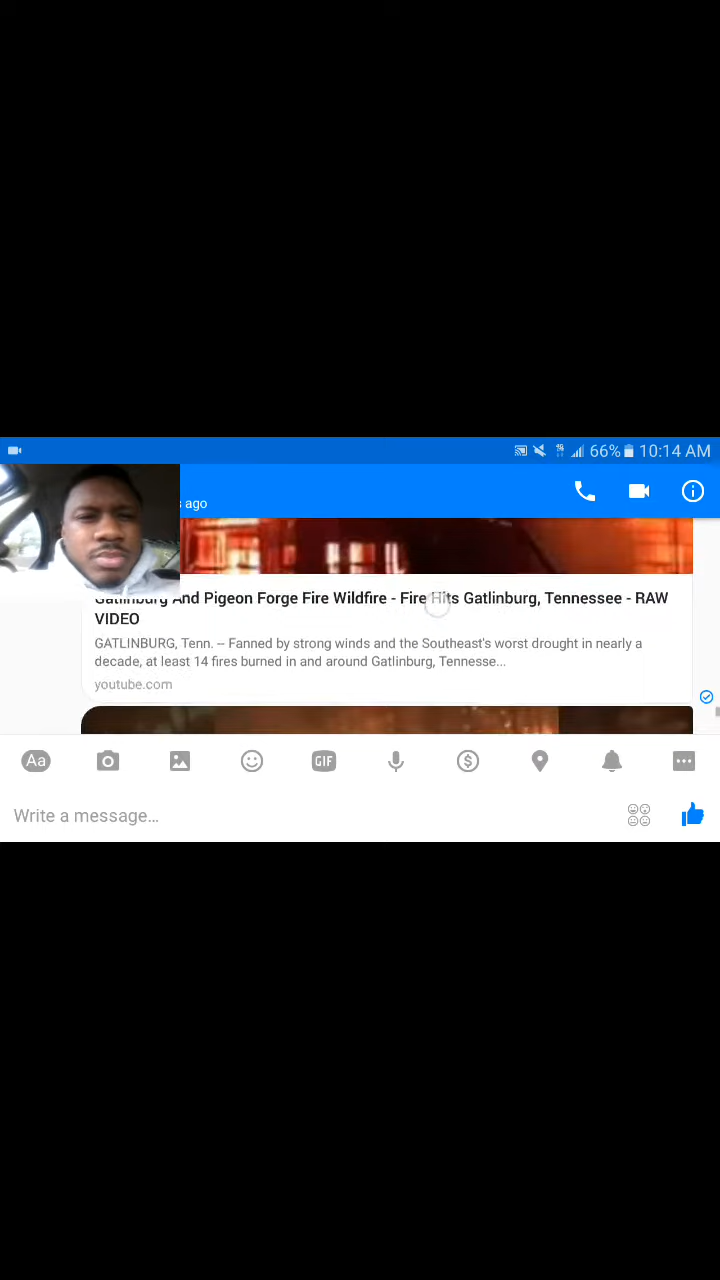 66% 10:14 AM
s ago
Gatlinburg And Pigeon Forge Fire Wildfire - Fire Hits Gatlinburg, Tennessee - RAW
VIDEO
GATLINBURG, Tenn. -- Fanned by strong winds and the Southeast's worst drought in nearly a
decade, at least 14 fires burned in and around Gatlinburg, Tennesse...
youtube.com
Aa
GIF
Write a message...